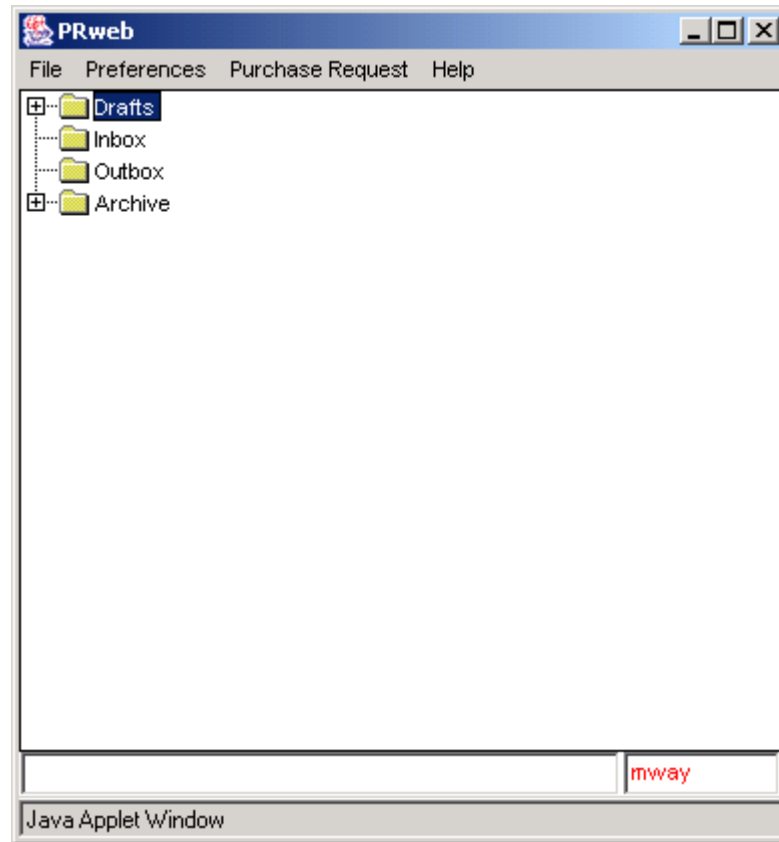 PRweb
File Preferences Purchase Request Help
Drafts
Inbox
Outbox
Archive
mway
Java Applet Window